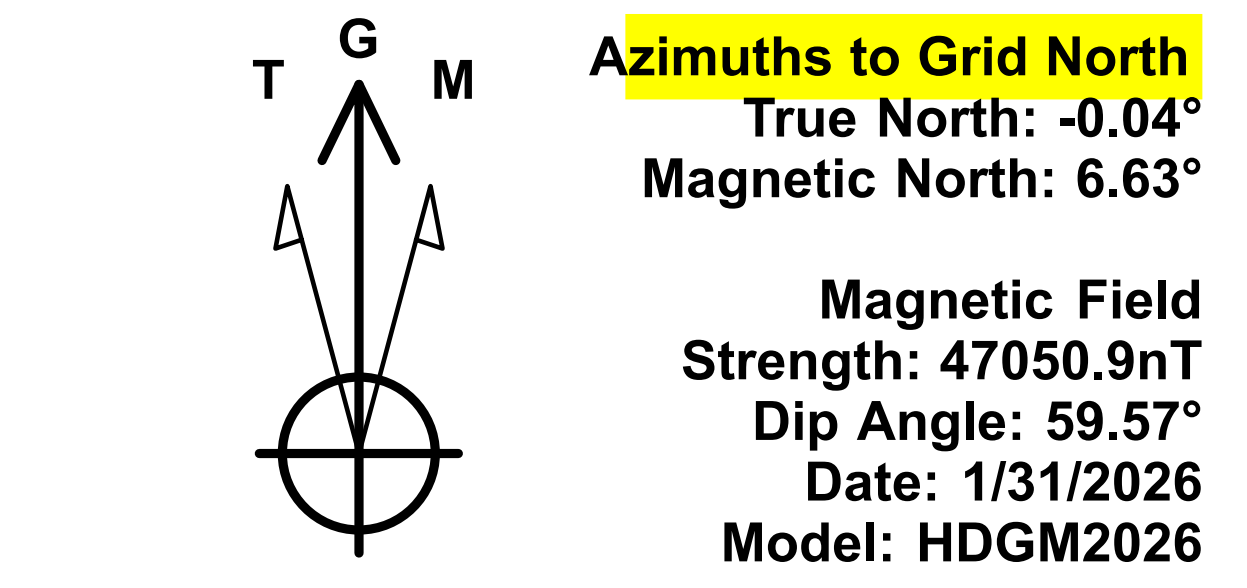 G
T
M
Azimuths to Grid North
True North: -0.04°
Magnetic North: 6.63°
Magnetic Field
Strength: 47050.9nT
Dip Angle: 59.57°
Date: 1/31/2026
Model: HDGM2026